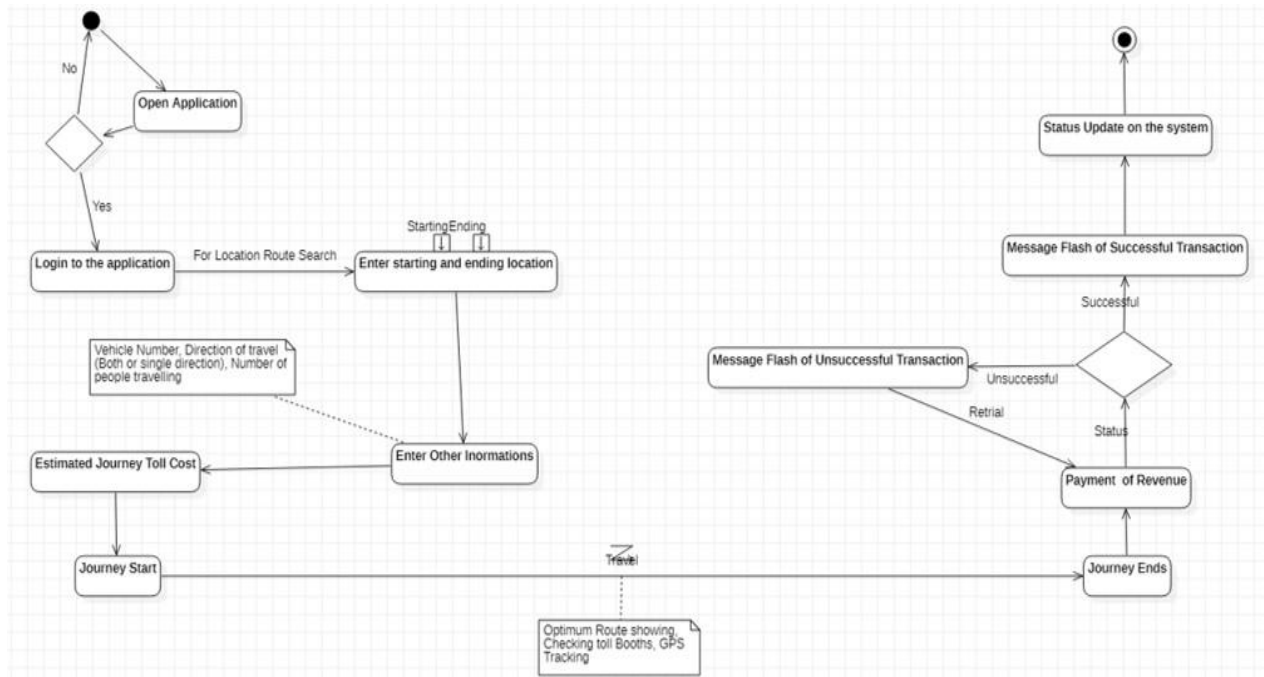 No
Open Application
Status Update on the system
Yes
StartingEnding
Login to the application
For Location Route Search
Enter starting and ending location
Message Flash of Successful Transaction
Successful
Vehicle Number, Direction of travel
(Both or single direction), Number of
people travelling
Message Flash of Unsuccessful Transaction
Unsuccessful
Retrial
Status
Estimated Journey Toll Cost
Enter Other Inormations
Payment of Revenue
Journey Start
Travel
Journey Ends
Optimum Route showing,
Checking toll Booths, GPS
Tracking